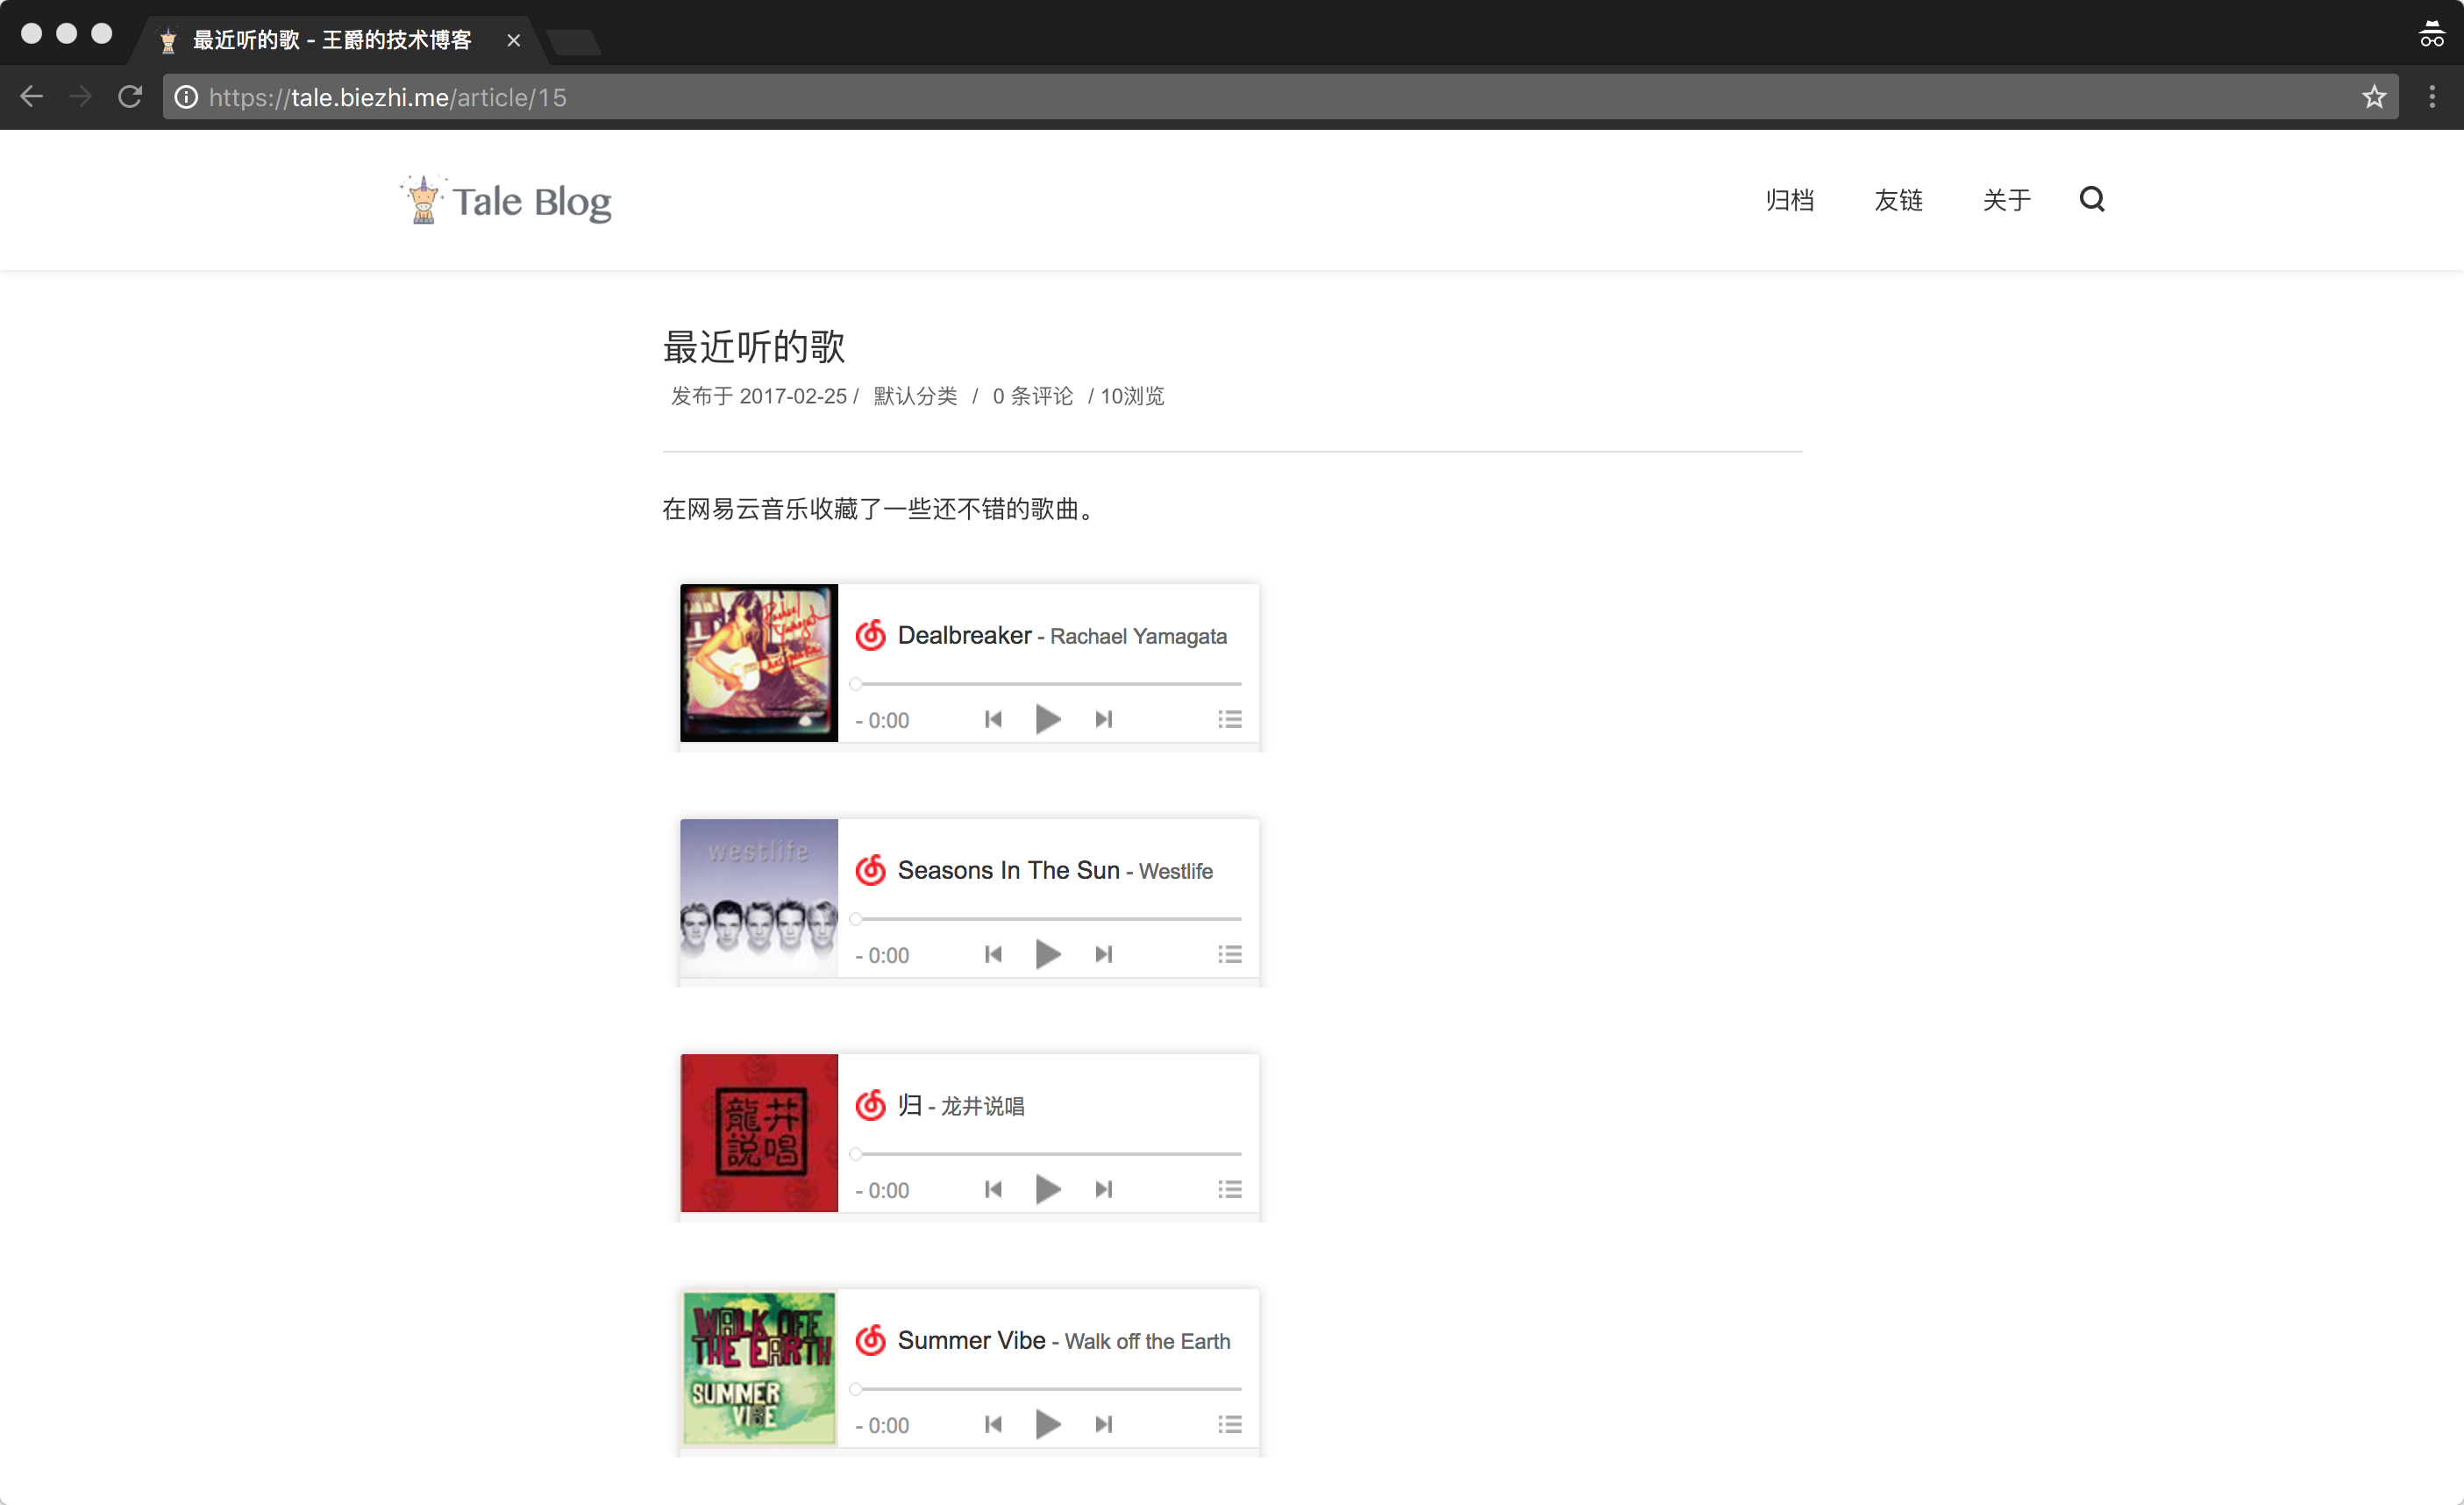 最近听的歌 - 王爵的技术博客
https://tale.biezhi.me/article/15
Tale Blog
归档 友链 关于
最近听的歌
发布于 2017-02-25 / 默认分类 / 0 条评论 / 10浏览
在网易云音乐收藏了一些还不错的歌曲。
Dealbreaker - Rachael Yamagata
- 0:00
westlife
Seasons In The Sun - Westlife
- 0:00
龍井
説唱
归 - 龙井说唱
- 0:00
WALK OFF
THE EARTH
SUMMER
VIBE
Summer Vibe - Walk off the Earth
- 0:00